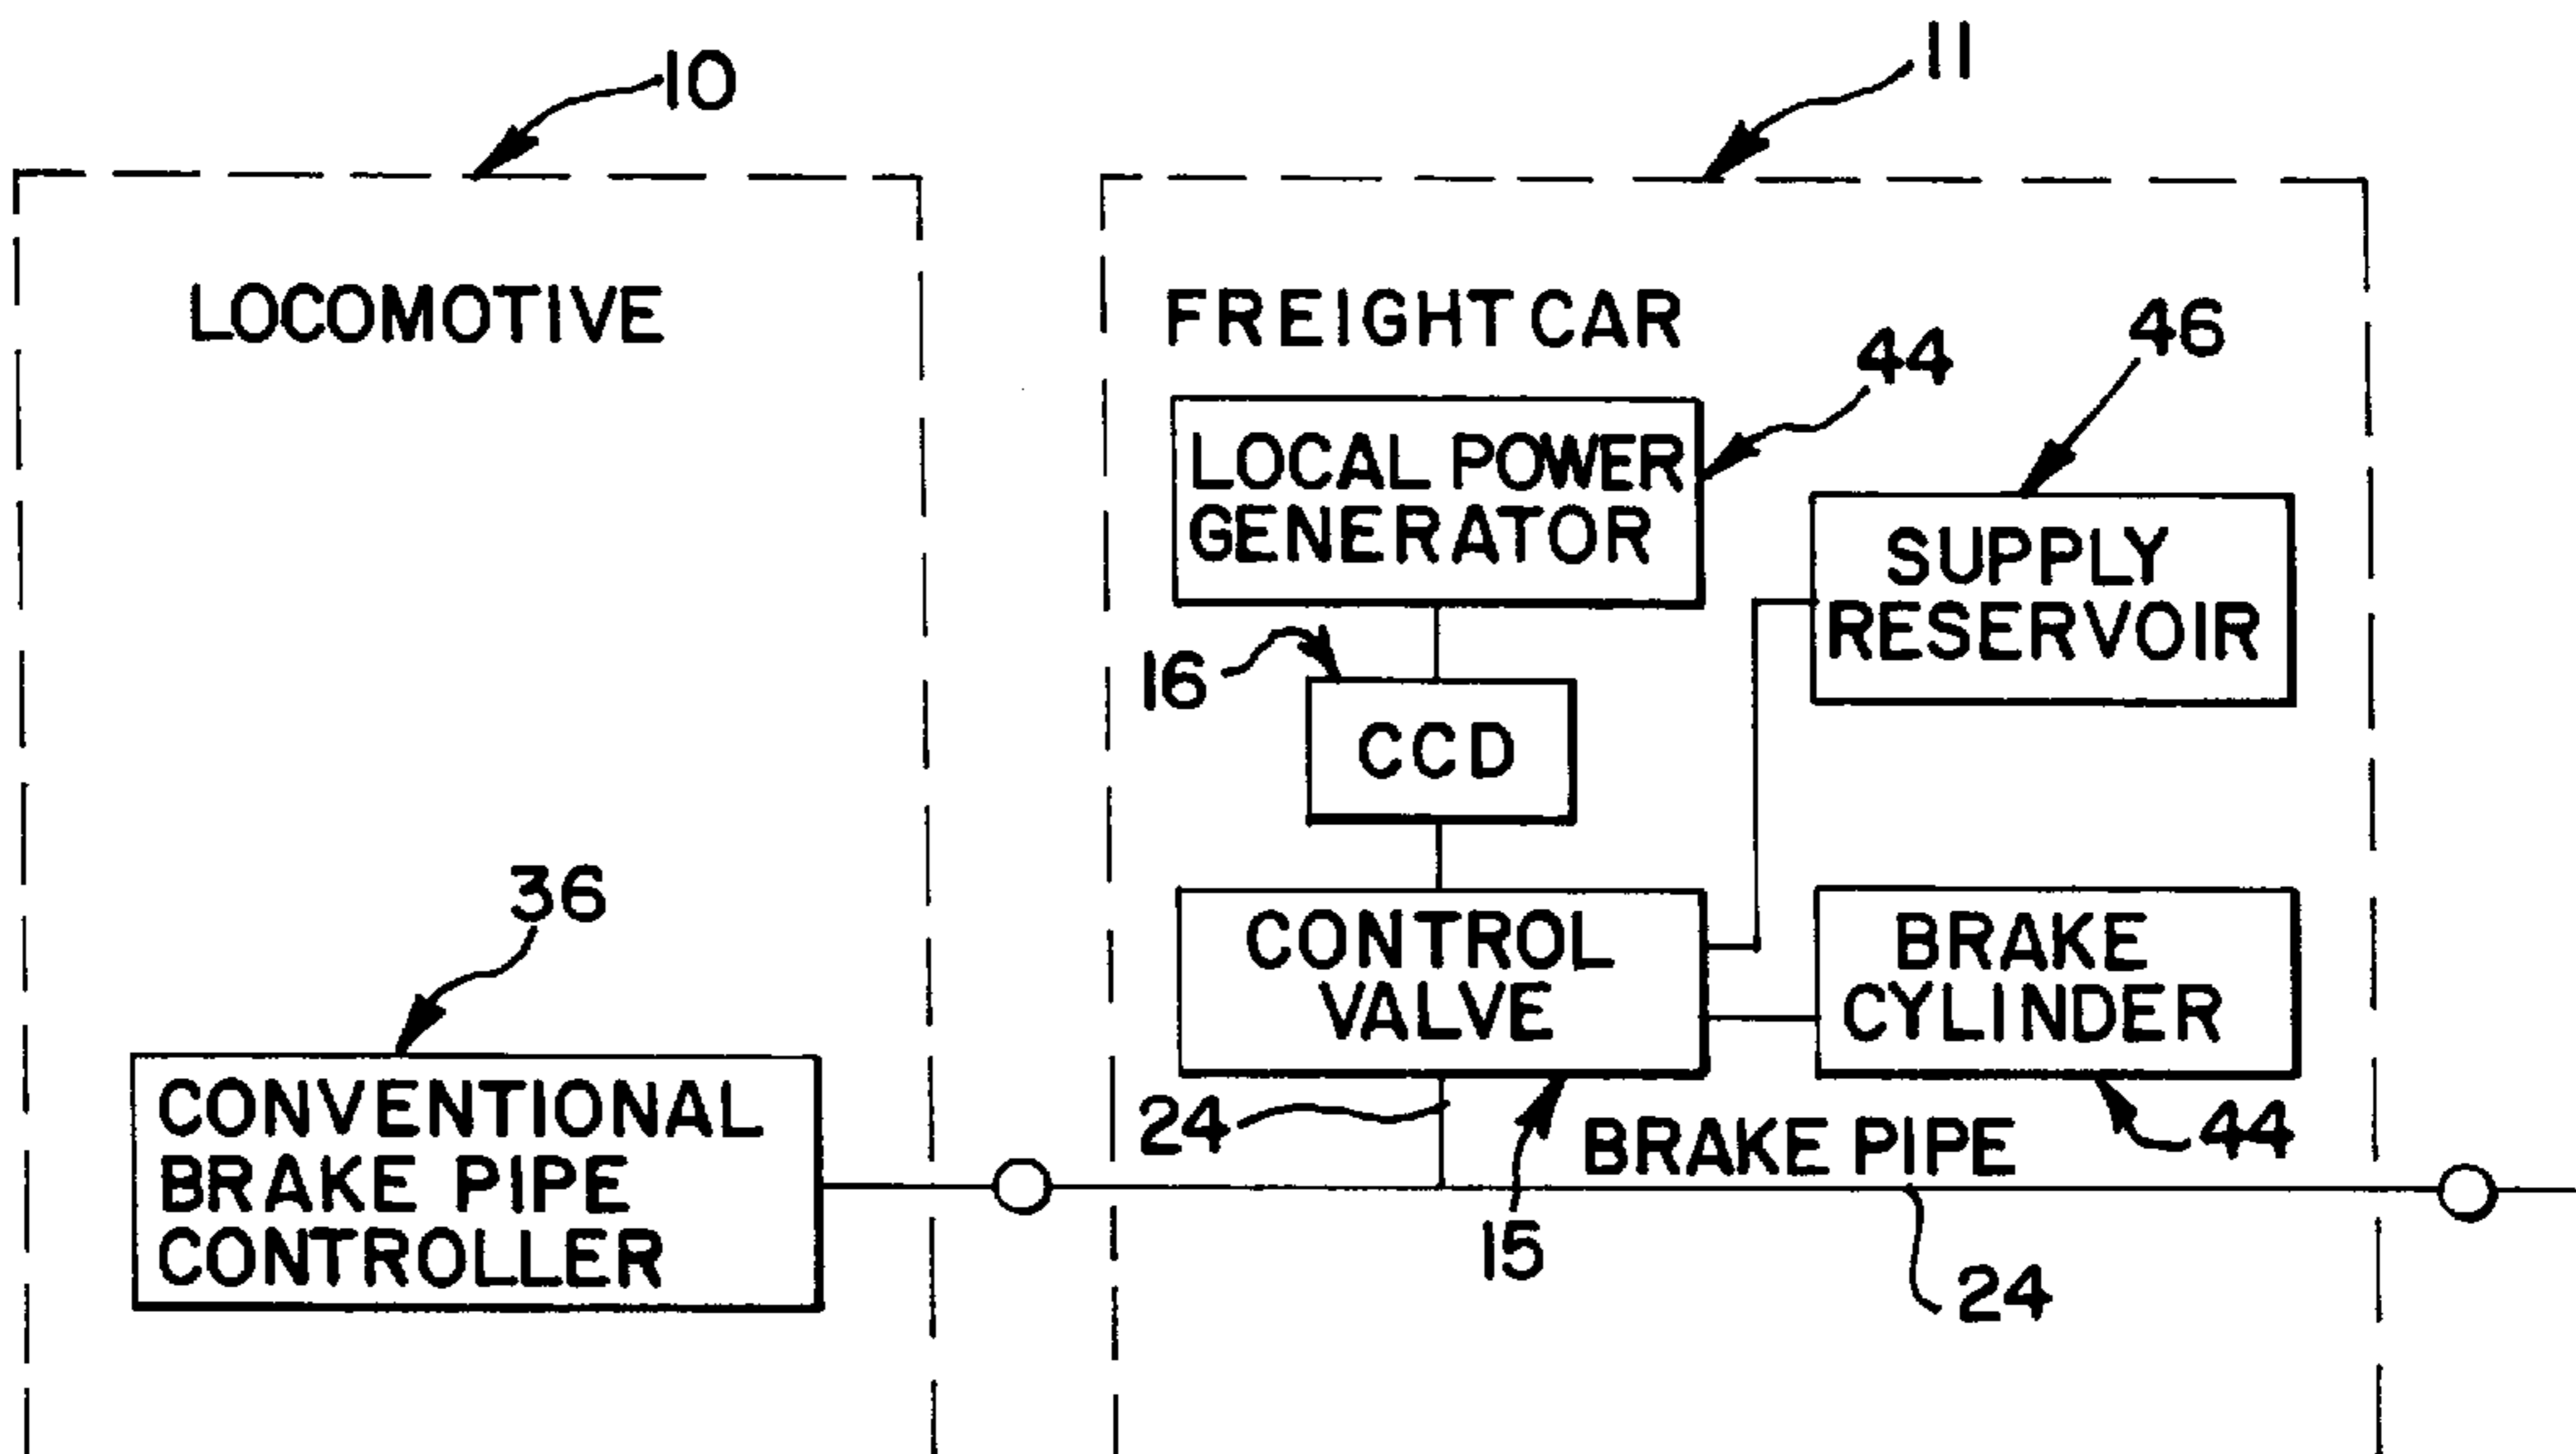 10
11
LOCOMOTIVE
FREIGHT CAR
44
46
LOCAL POWER
GENERATOR
SUPPLY
RESERVOIR
16
CCD
36
CONTROL
VALVE
BRAKE
CYLINDER
CONVENTIONAL
BRAKE PIPE
CONTROLLER
24
BRAKE PIPE
44
15
24